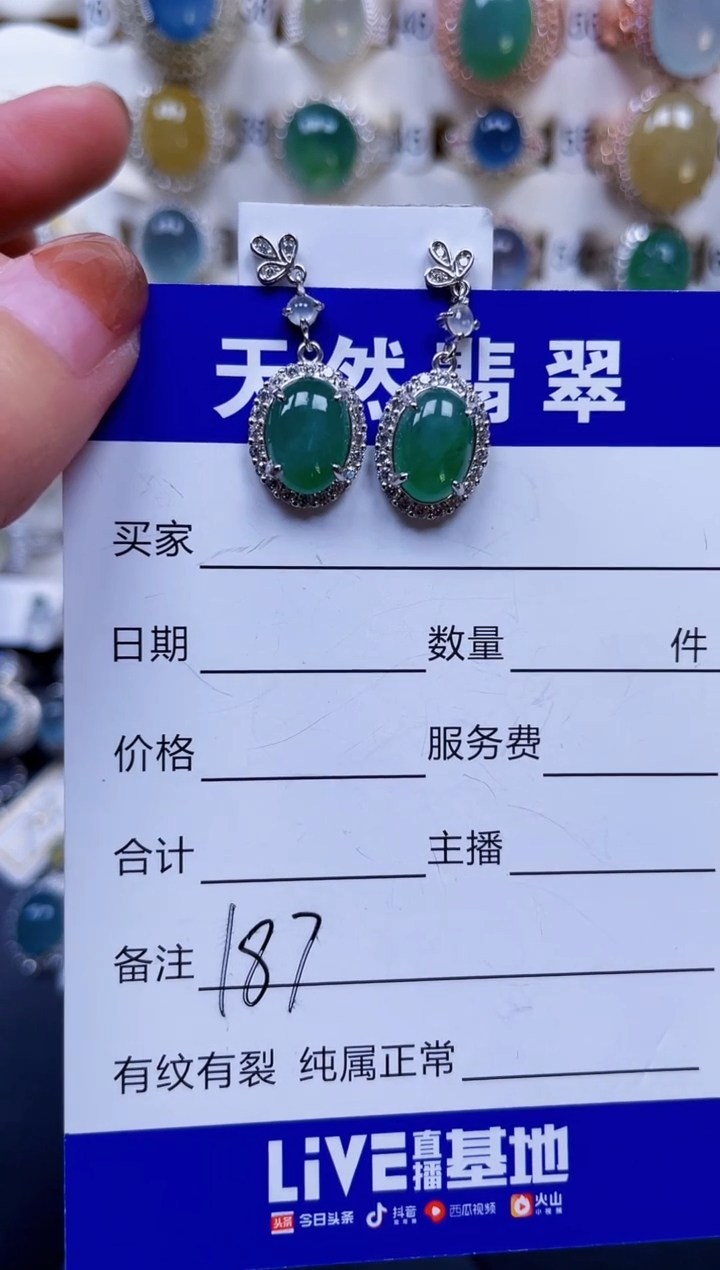 天然翡翠
买家
日期 数量 件
价格 服务费
合计 主播
备注 187
有纹有裂 纯属正常
LiVE直播基地
头条 今日头条 抖音 西瓜视频 火山